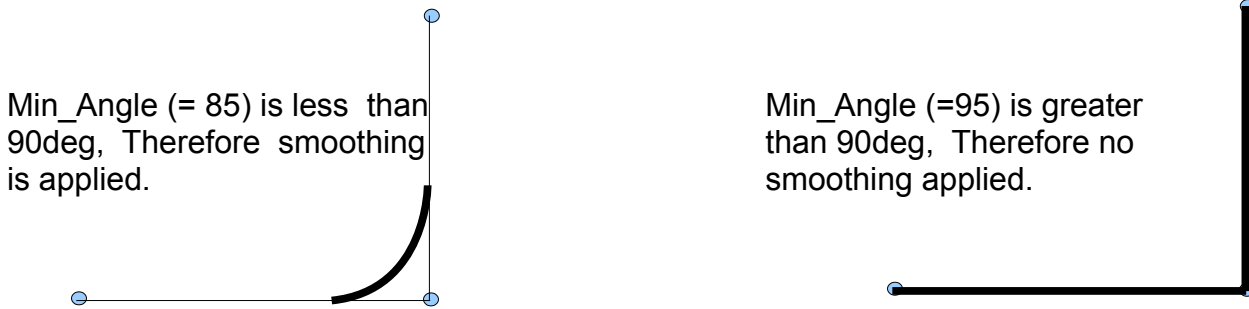 Min_Angle (= 85) is less than
90deg, Therefore smoothing
is applied.
Min_Angle (=95) is greater
than 90deg, Therefore no
smoothing applied.